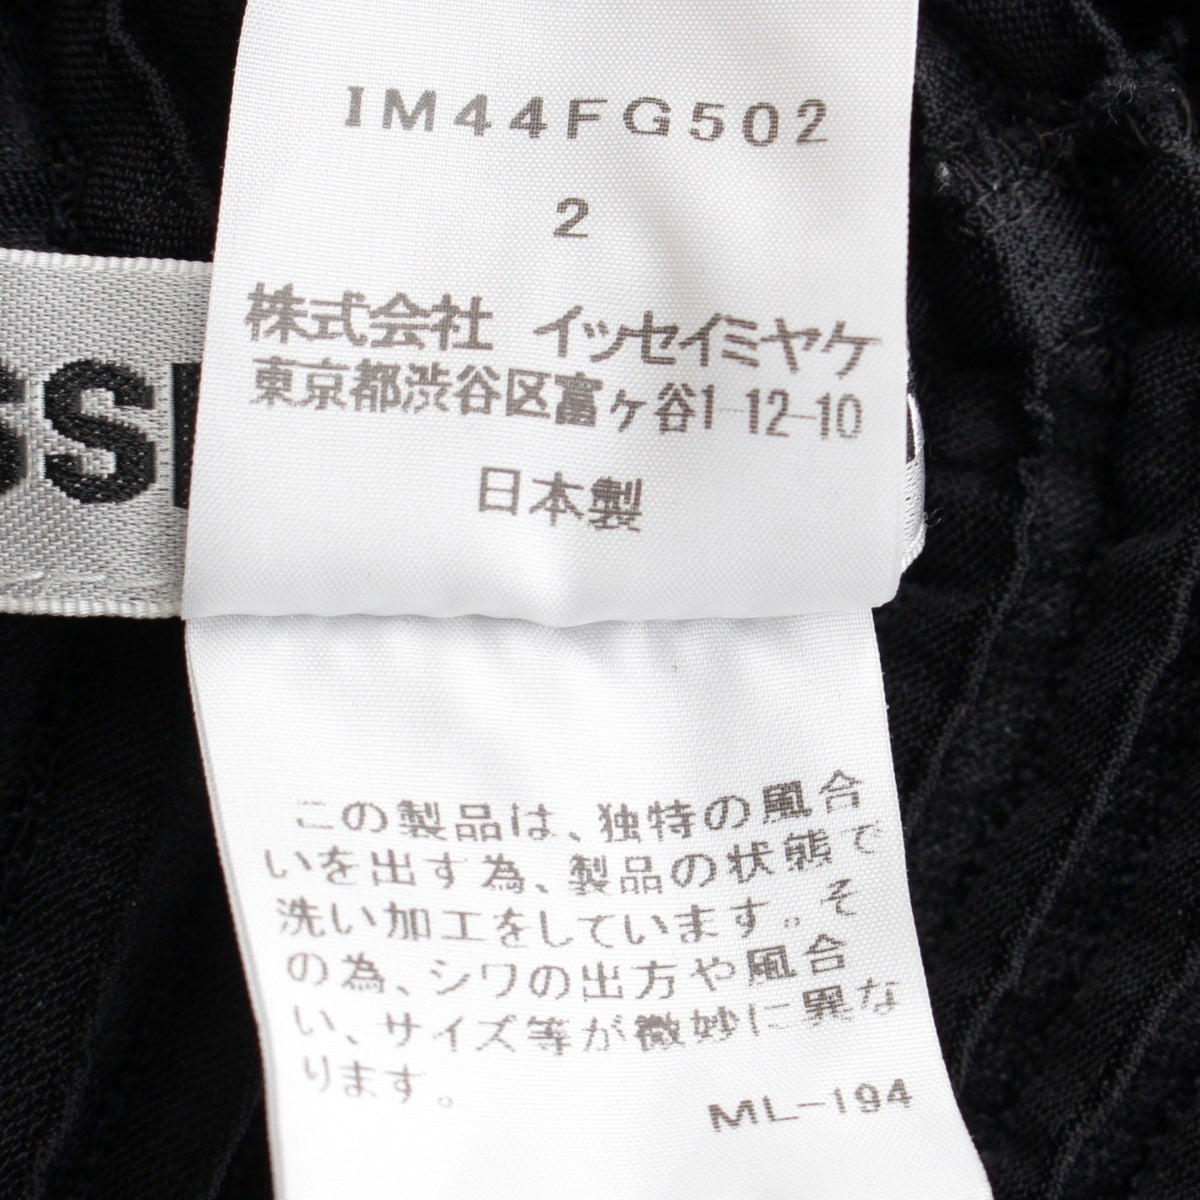 IM44FG502
2
株式会社 イッセイミヤケ
東京都渋谷区富ヶ谷1-12-10
日本製
この製品は、独特の風合
いを出す為、製品の状態で
洗い加工をしています。そ
の為、シワの出方や風合
い、サイズ等が微妙に異な
ります。
ML-194